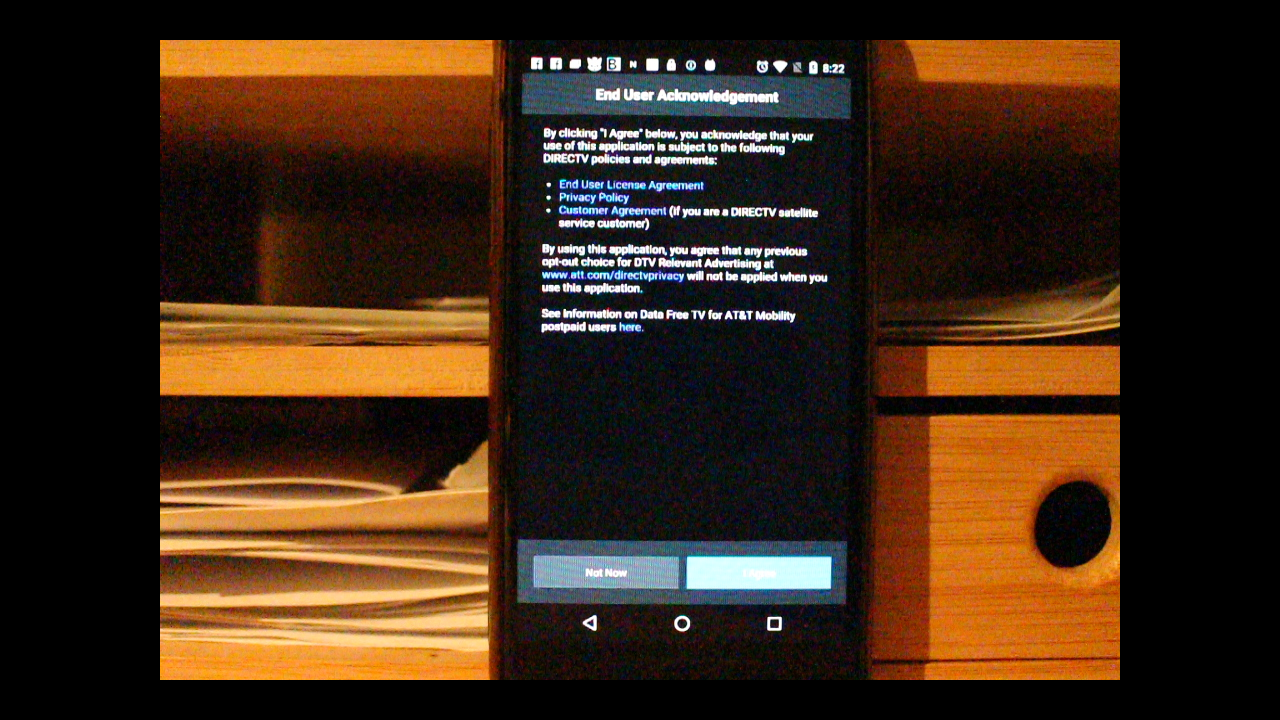 8:22
End User Acknowledgement
By clicking "I Agree" below, you acknowledge that your
use of this application is subject to the following
DIRECTV policies and agreements:
• End User License Agreement
• Privacy Policy
• Customer Agreement (if you are a DIRECTV satellite
service customer)
By using this application, you agree that any previous
opt-out choice for DTV Relevant Advertising at
www.att.com/directvprivacy will not be applied when you
use this application.
See Information on Data Free TV for AT&T Mobility
postpaid users here.
Not Now
I Agree